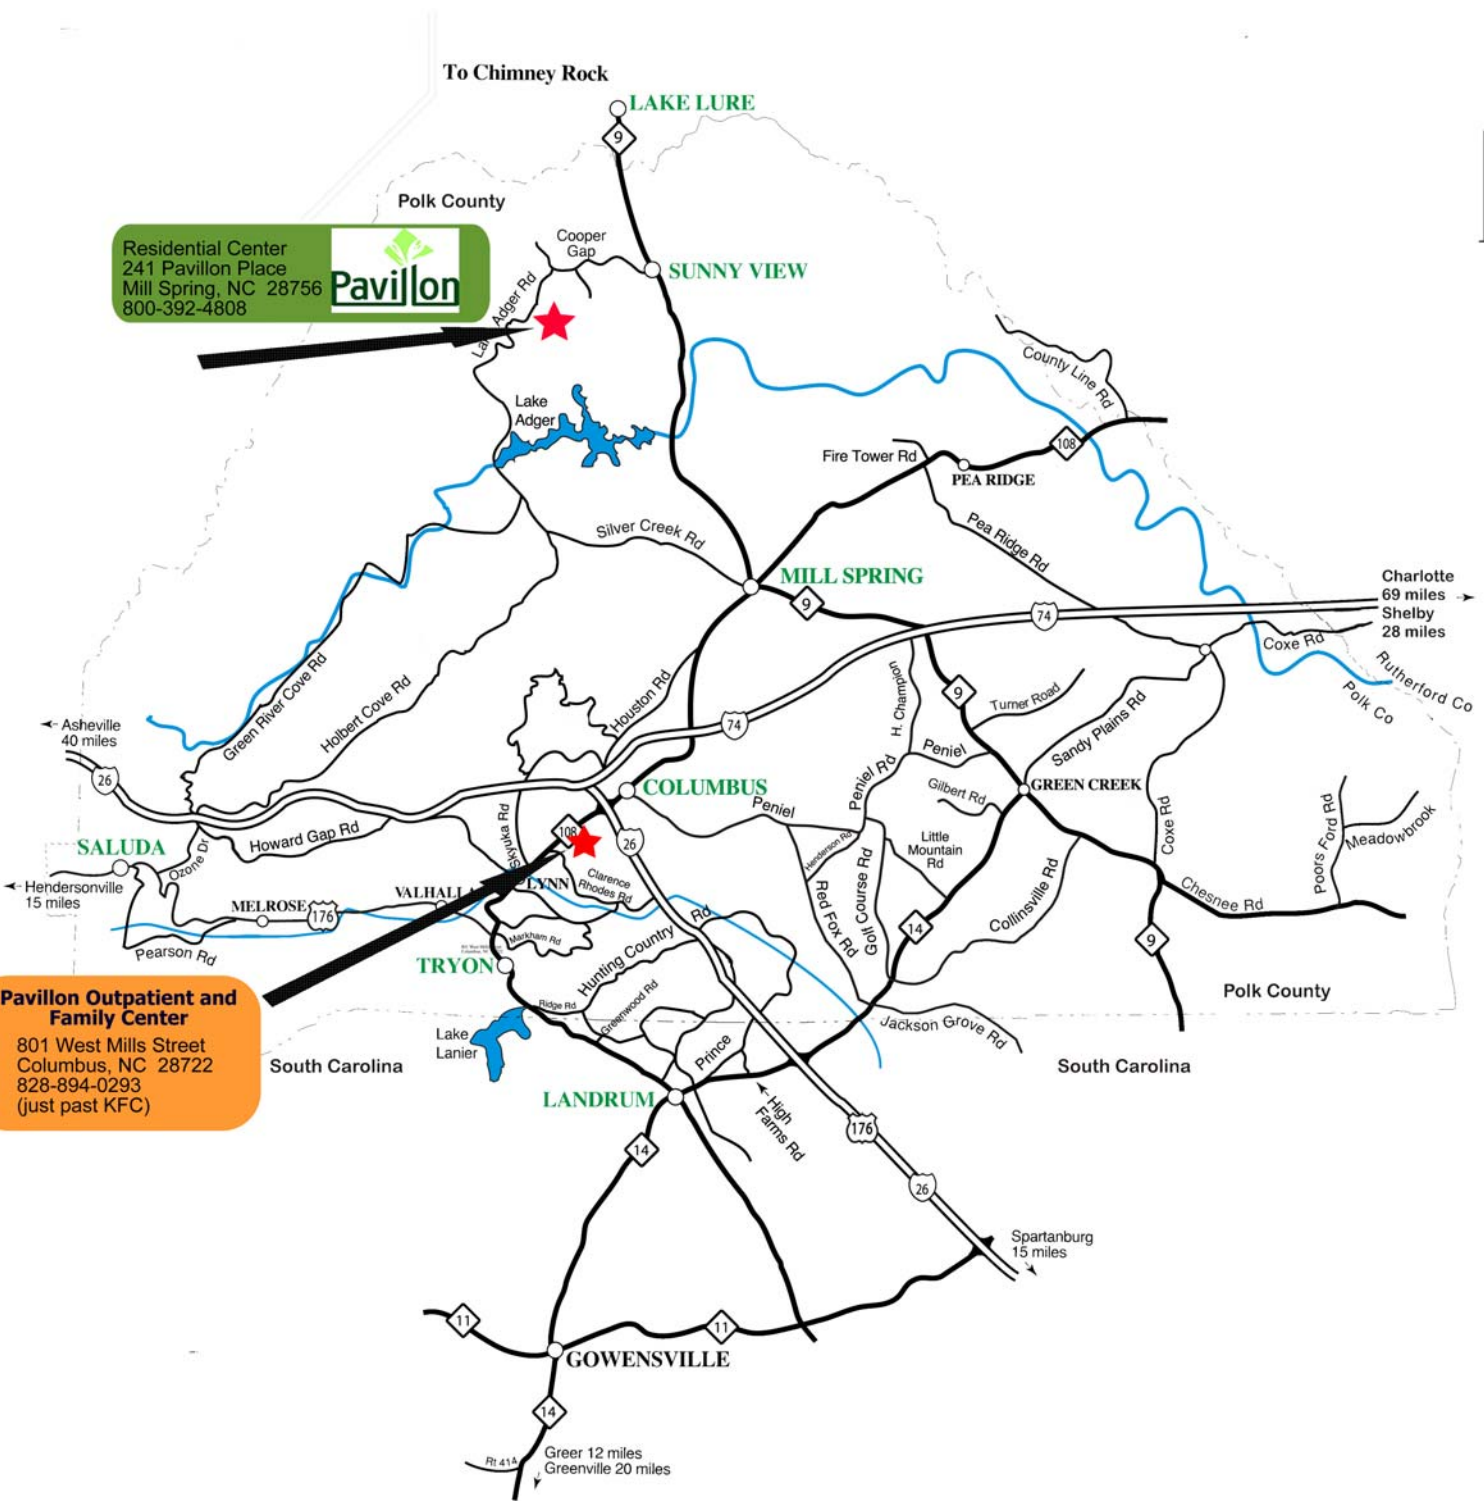 To Chimney Rock
LAKE LURE
9
Polk County
Residential Center
241 Pavillon Place
Mill Spring, NC 28756
800-392-4808
Pavillon
Cooper
Gap
SUNNY VIEW
Lake Adger Rd
County Line Rd
Lake
Adger
108
Fire Tower Rd
PEA RIDGE
Silver Creek Rd
Pea Ridge Rd
MILL SPRING
9
74
Charlotte
69 miles
Shelby
28 miles
Coxe Rd
Rutherford Co
Polk Co
Green River Cove Rd
Holbert Cove Rd
Houston Rd
H. Champion
9
Turner Road
Sandy Plains Rd
Asheville
40 miles
26
74
Peniel
Peniel Rd
COLUMBUS
Peniel
Gilbert Rd
GREEN CREEK
Skyuka Rd
108
26
Howard Gap Rd
Ozone Dr
SALUDA
Henderson Rd
Little
Mountain
Rd
Coxe Rd
Poors Ford Rd
Meadowbrook
Hendersonville
15 miles
MELROSE
176
VALHALLA
LYNN
Clarence
Rhodes Rd
Red Fox Rd
Golf Course Rd
Collinsville Rd
Chesnee Rd
14
9
Pearson Rd
Markham Rd
Hunting Country Rd
TRYON
Ridge Rd
Greenwood Rd
Polk County
Pavillon Outpatient and
Family Center
801 West Mills Street
Columbus, NC 28722
828-894-0293
(just past KFC)
Lake
Lanier
South Carolina
Prince
Jackson Grove Rd
South Carolina
LANDRUM
High
Farms Rd
14
176
26
Spartanburg
15 miles
11
11
GOWENSVILLE
14
Rt 414
Greer 12 miles
Greenville 20 miles